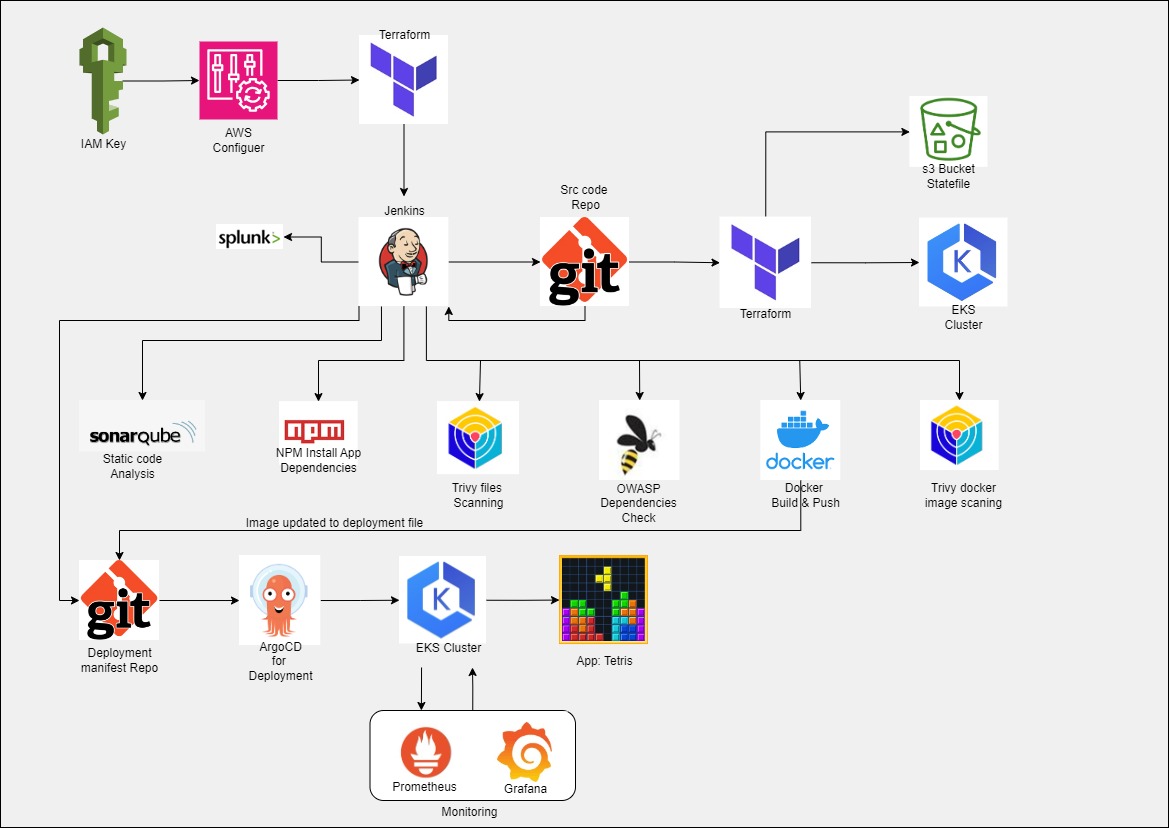 Terraform
IAM Key
AWS
Configuer
s3 Bucket
Statefile
Src code
Repo
Jenkins
splunk>
git
Terraform
K
EKS
Cluster
sonarqube
Static code
Analysis
npm
NPM Install App
Dependencies
Trivy files
Scanning
OWASP
Dependencies
Check
docker
Docker
Build & Push
Trivy docker
image scaning
Image updated to deployment file
git
Deployment
manifest Repo
ArgoCD
for
Deployment
K
EKS Cluster
App: Tetris
Prometheus
Grafana
Monitoring